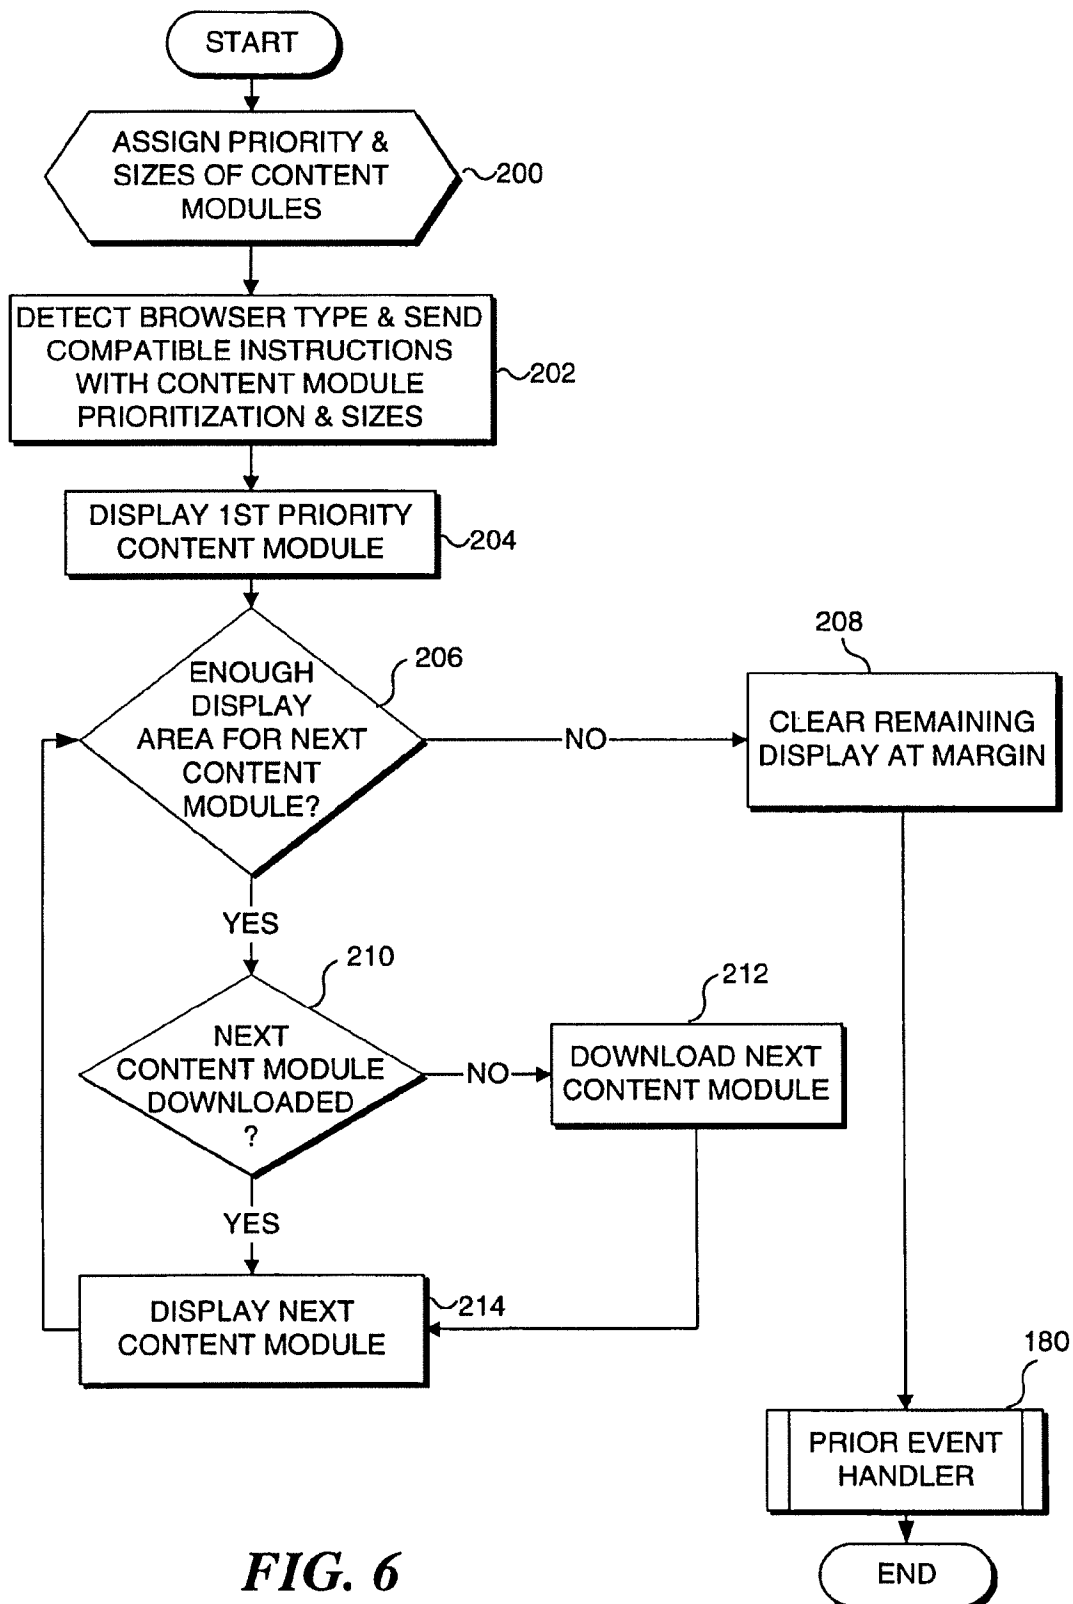 START
ASSIGN PRIORITY &
SIZES OF CONTENT
MODULES
200
DETECT BROWSER TYPE & SEND
COMPATIBLE INSTRUCTIONS
WITH CONTENT MODULE
PRIORITIZATION & SIZES
202
DISPLAY 1ST PRIORITY
CONTENT MODULE
204
ENOUGH
DISPLAY
AREA FOR NEXT
CONTENT
MODULE?
206
NO
208
CLEAR REMAINING
DISPLAY AT MARGIN
YES
210
NEXT
CONTENT MODULE
DOWNLOADED
?
NO
212
DOWNLOAD NEXT
CONTENT MODULE
YES
DISPLAY NEXT
CONTENT MODULE
214
180
PRIOR EVENT
HANDLER
END
FIG. 6